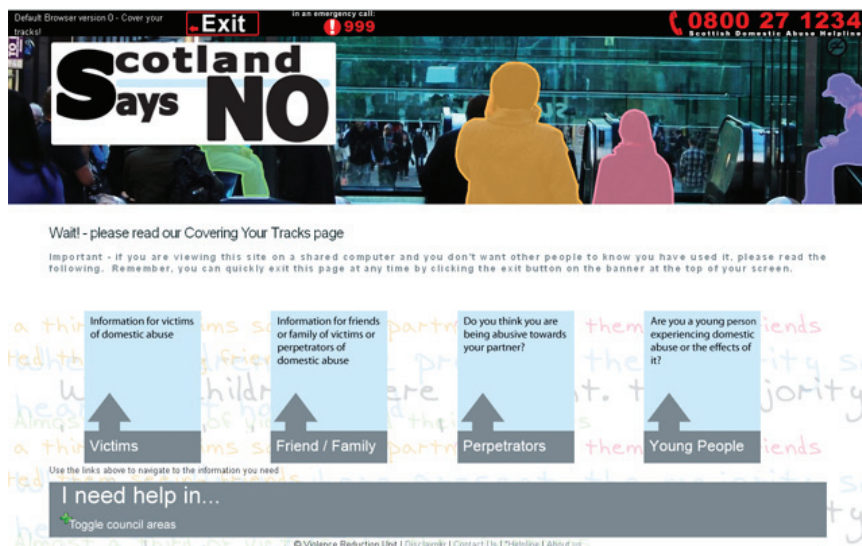 Default Browser version 0 - Cover your
tracks!
Exit
in an emergency call:
999
0800 27 1234
Scottish Domestic Abuse Helpline
Scotland
Says NO
Wait! - please read our Covering Your Tracks page
Important - if you are viewing this site on a shared computer and you don't want other people to know you have used it, please read the
following. Remember, you can quickly exit this page at any time by clicking the exit button on the banner at the top of your screen.
Information for victims
of domestic abuse
Victims
Information for friends
or family of victims or
perpetrators of
domestic abuse
Friend / Family
Do you think you are
being abusive towards
your partner?
Perpetrators
Are you a young person
experiencing domestic
abuse or the effects of
it?
Young People
Use the links above to navigate to the information you need
I need help in...
Toggle council areas
© Violence Reduction Unit | Disclaimer | Contact Us | Helpline | About us